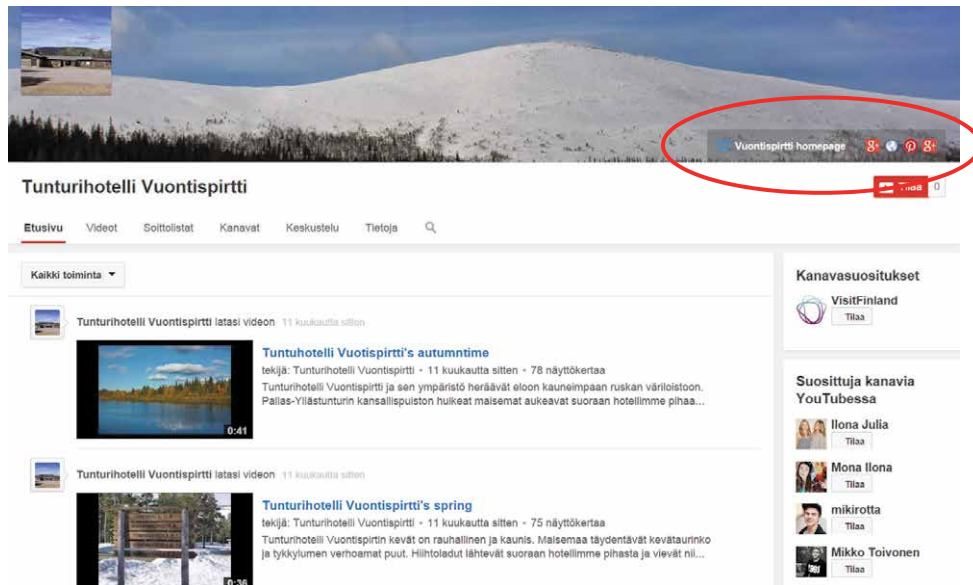 Vuontispirtti homepage
Tunturihotelli Vuontispirtti
Tilaa 0
Etusivu Videot Soittolistat Kanavat Keskustelu Tietoja
Kaikki toiminta
Tunturihotelli Vuontispirtti latasi videon 11 kuukautta sitten
Tuntuhotelli Vuotispirtti's autumntime
tekijä: Tunturihotelli Vuontispirtti • 11 kuukautta sitten • 78 näyttökertaa
Tunturihotelli Vuontispirtti ja sen ympäristö heräävät eloon kauneimpaan ruskan väriloistoon.
Pallas-Yllästunturin kansallispuiston huikeat maisemat aukeavat suoraan hotellimme pihaa...
0:41
Tunturihotelli Vuontispirtti latasi videon 11 kuukautta sitten
Tunturihotelli Vuontispirtti's spring
tekijä: Tunturihotelli Vuontispirtti • 11 kuukautta sitten • 75 näyttökertaa
Tunturihotelli Vuontispirtin kevät on rauhallinen ja kaunis. Maisemaa täydentävät kevätaurinko
ja tykkylumen verhoamat puut. Hiihtoladut lähtevät suoraan hotellimme pihasta ja vievät nii...
0:36
Kanavasuositukset
VisitFinland
Tilaa
Suosittuja kanavia
YouTubessa
Ilona Julia
Tilaa
Mona Ilona
Tilaa
mikirotta
Tilaa
Mikko Toivonen
Tilaa